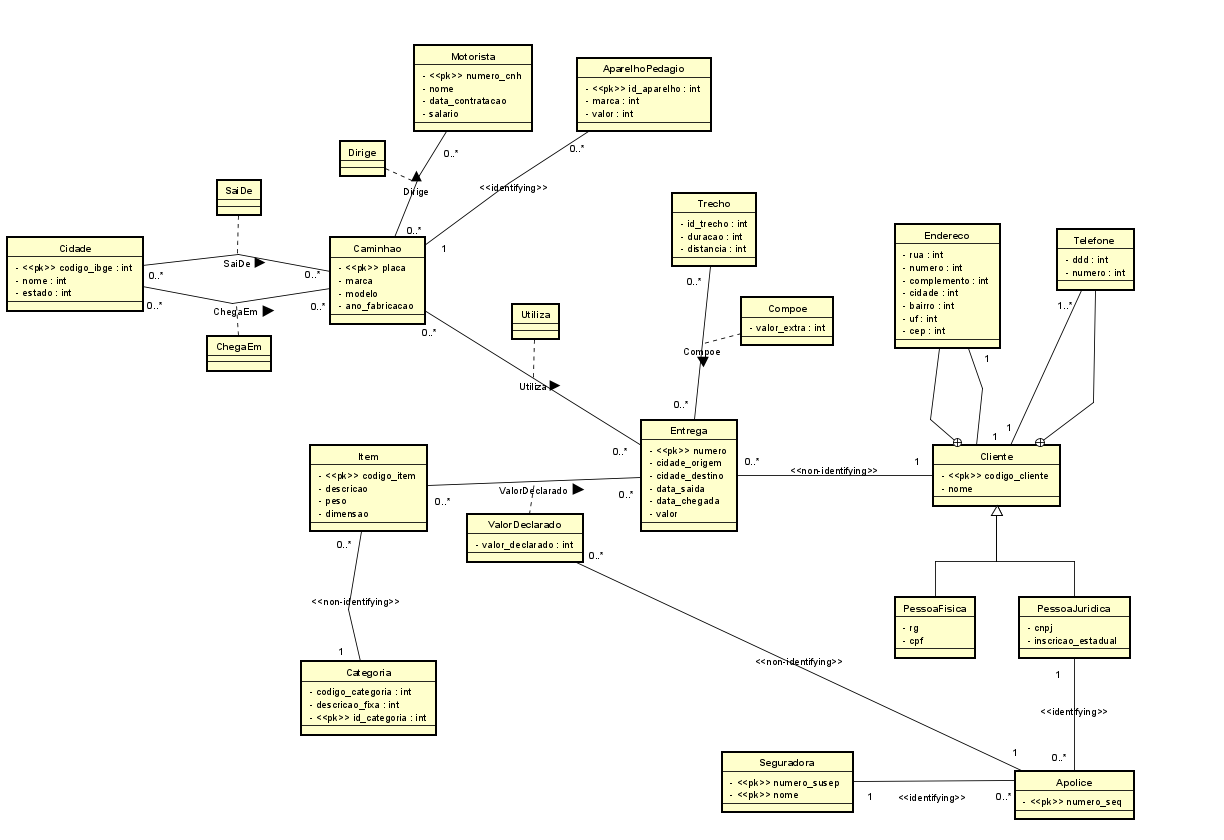 Motorista
- <<pk>> numero_cnh
- nome
- data_contratacao
- salario
AparelhoPedagio
- <<pk>> id_aparelho : int
- marca : int
- valor : int
Dirige
0..*
0..*
Dirige
<<identifying>>
SaiDe
Trecho
- id_trecho : int
- duracao : int
- distancia : int
0..*
1
Cidade
- <<pk>> codigo_ibge : int
- nome : int
- estado : int
0..*
SaiDe
0..*
Caminhao
- <<pk>> placa
- marca
- modelo
- ano_fabricacao
0..*
ChegaEm
0..*
ChegaEm
Endereco
- rua : int
- numero : int
- complemento : int
- cidade : int
- bairro : int
- uf : int
- cep : int
Telefone
- ddd : int
- numero : int
0..*
1..*
Utiliza
Compoe
- valor_extra : int
0..*
Compoe
1
Utiliza
0..*
Entrega
- <<pk>> numero
- cidade_origem
- cidade_destino
- data_saida
- data_chegada
- valor
1
1
0..*
Item
- <<pk>> codigo_item
- descricao
- peso
- dimensao
0..*
<<non-identifying>>
1
Cliente
- <<pk>> codigo_cliente
- nome
0..*
ValorDeclarado
0..*
ValorDeclarado
- valor_declarado : int
0..*
0..*
<<non-identifying>>
1
Categoria
- codigo_categoria : int
- descricao_fixa : int
- <<pk>> id_categoria : int
PessoaFisica
- rg
- cpf
PessoaJuridica
- cnpj
- inscricao_estadual
<<non-identifying>>
1
<<identifying>>
1
0..*
Seguradora
- <<pk>> numero_susep
- <<pk>> nome
1
<<identifying>>
0..*
Apolice
- <<pk>> numero_seq